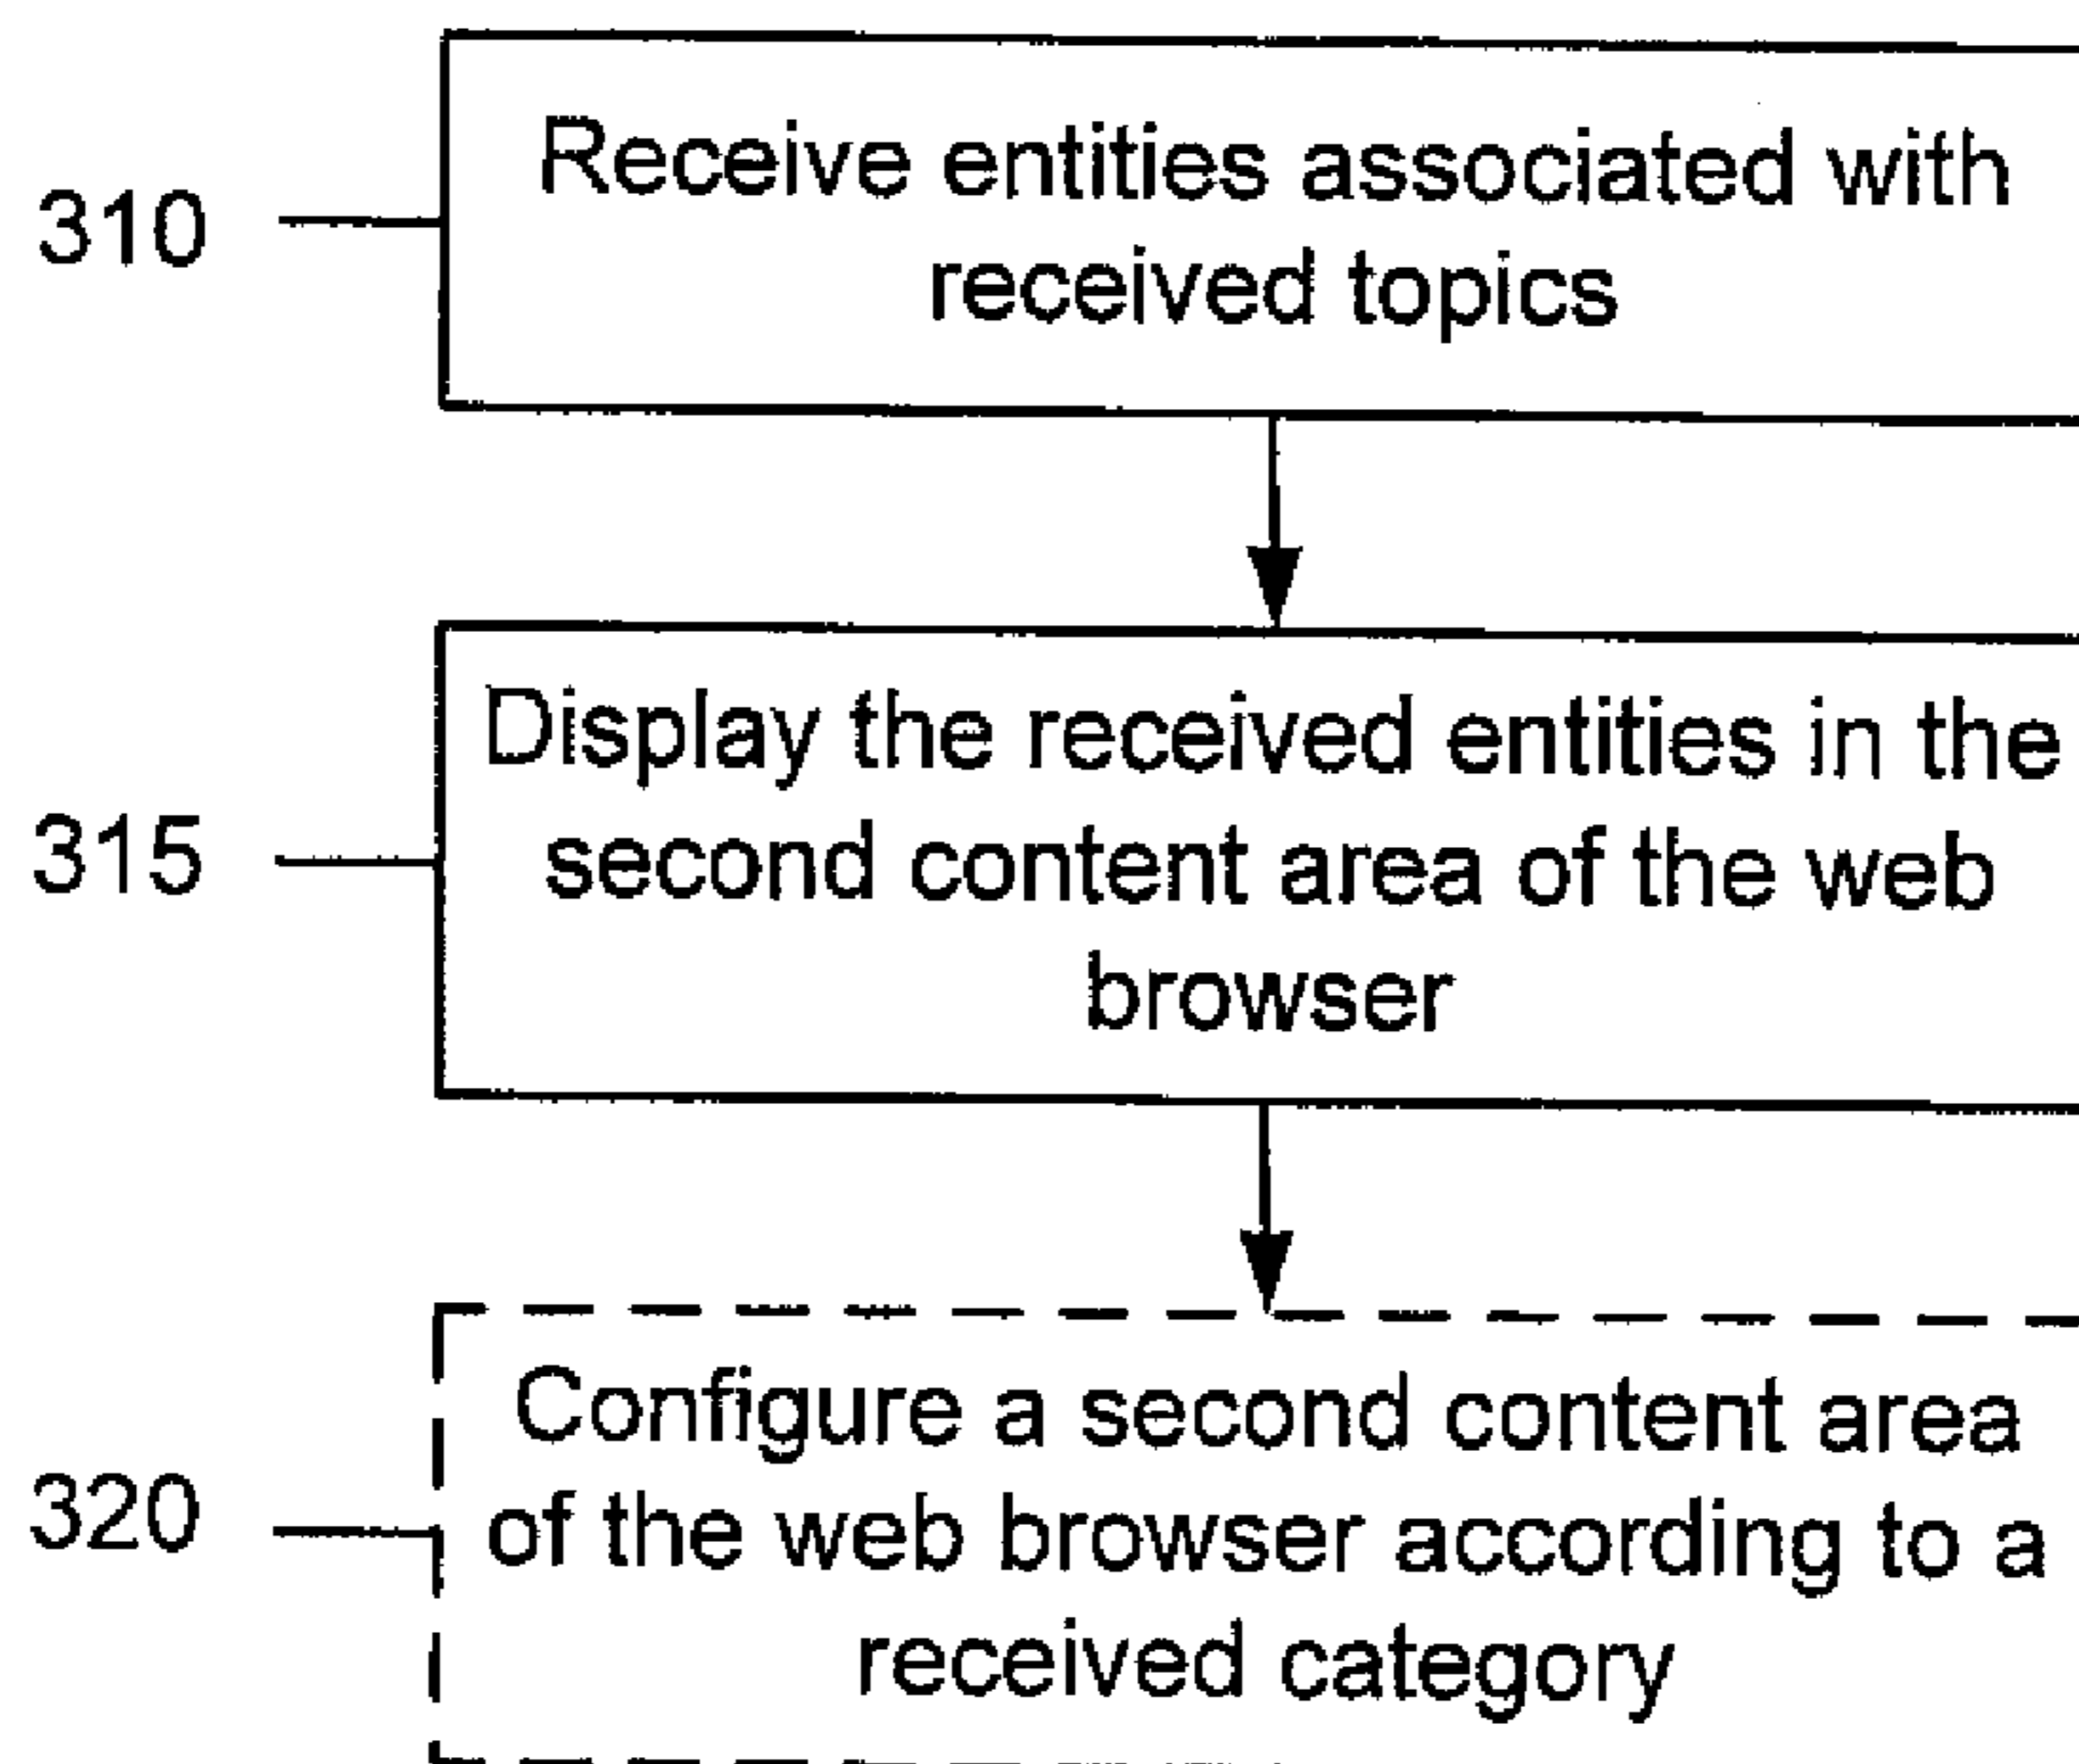 310
Receive entities associated with
received topics
315
Display the received entities in the
second content area of the web
browser
320
Configure a second content area
of the web browser according to a
received category